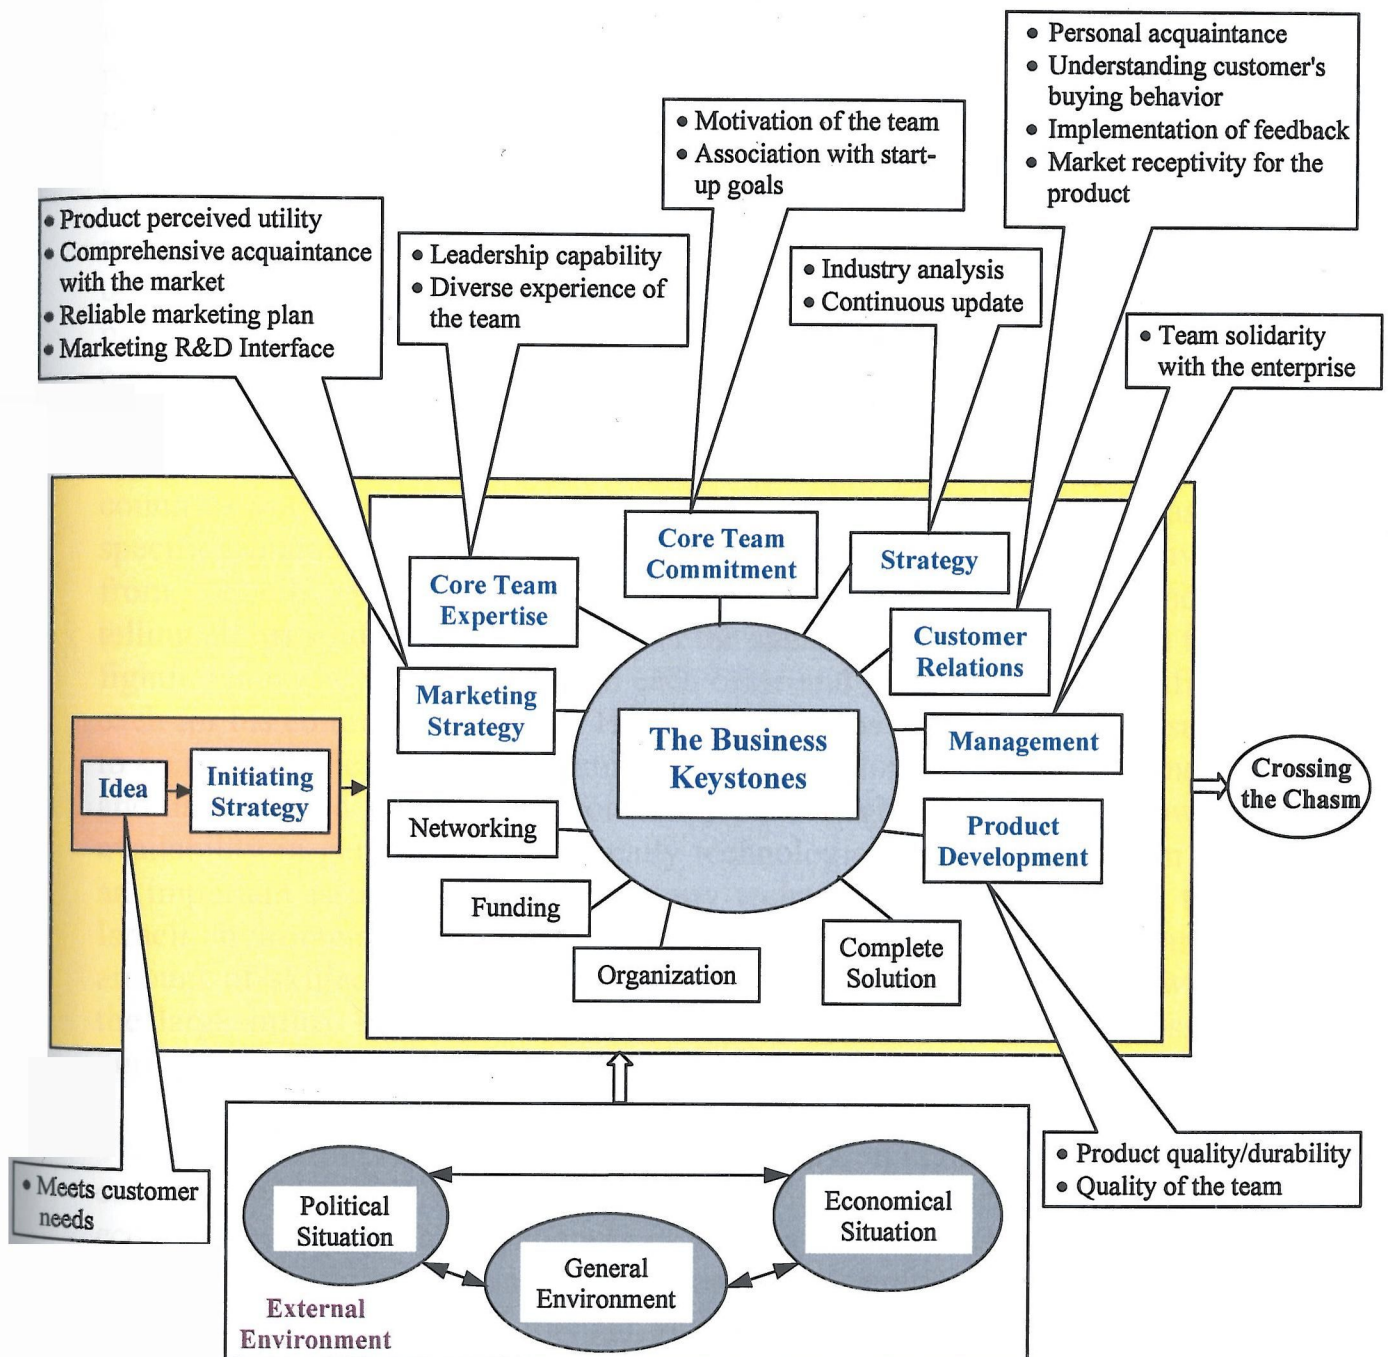 • Personal acquaintance
• Understanding customer's
buying behavior
• Implementation of feedback
• Market receptivity for the
product
• Motivation of the team
• Association with start-
up goals
• Product perceived utility
• Comprehensive acquaintance
with the market
• Reliable marketing plan
• Marketing R&D Interface
• Leadership capability
• Diverse experience of
the team
• Industry analysis
• Continuous update
• Team solidarity
with the enterprise
Core Team
Commitment
Strategy
Core Team
Expertise
Customer
Relations
Marketing
Strategy
The Business
Keystones
Management
Idea
Initiating
Strategy
Crossing
the Chasm
Networking
Product
Development
Funding
Organization
Complete
Solution
• Meets customer
needs
• Product quality/durability
• Quality of the team
Political
Situation
Economical
Situation
General
Environment
External
Environment